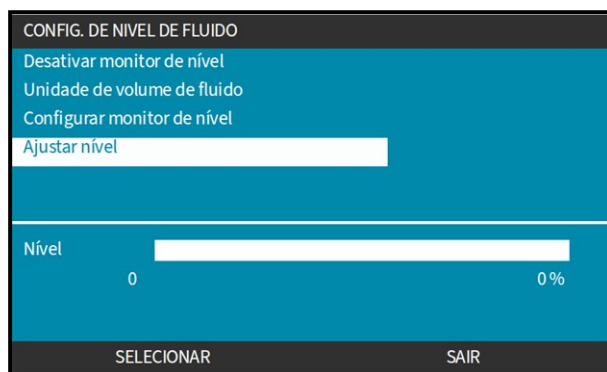 CONFIG. DE NIVEL DE FLUIDO
Desativar monitor de nível
Unidade de volume de fluido
Configurar monitor de nível
Ajustar nível
Nível
0 0 %
SELECIONAR SAIR